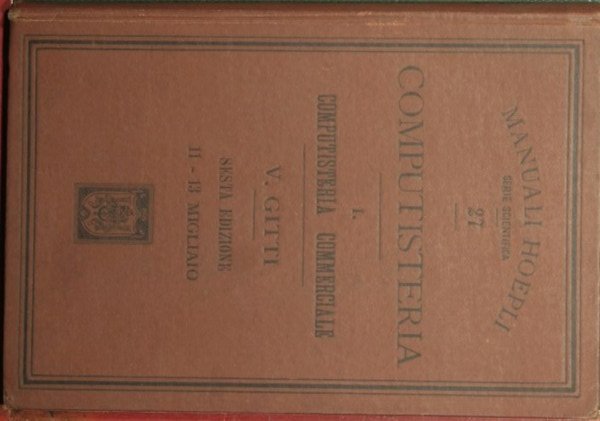 MANUALI HOEPLI
SERIE SCIENTIFICA
27
COMPUTISTERIA
I.
COMPUTISTERIA COMMERCIALE
V. GITTI
SESTA EDIZIONE
11 - 13 MIGLIAIO